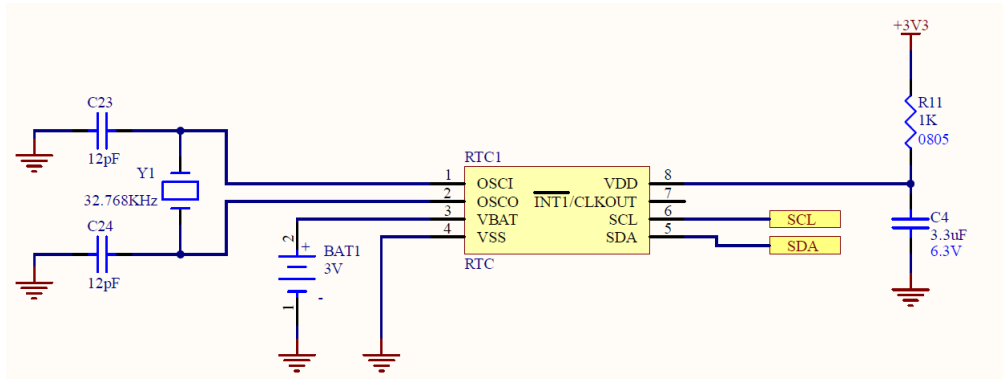 +3V3
C23
12pF
Y1
32.768KHz
C24
12pF
R11
1K
0805
RTC1
1
OSCI
VDD
8
2
OSCO
INT1/CLKOUT
7
3
VBAT
SCL
6
SCL
4
VSS
SDA
5
SDA
RTC
2
+
BAT1
3V
1
-
C4
3.3uF
6.3V